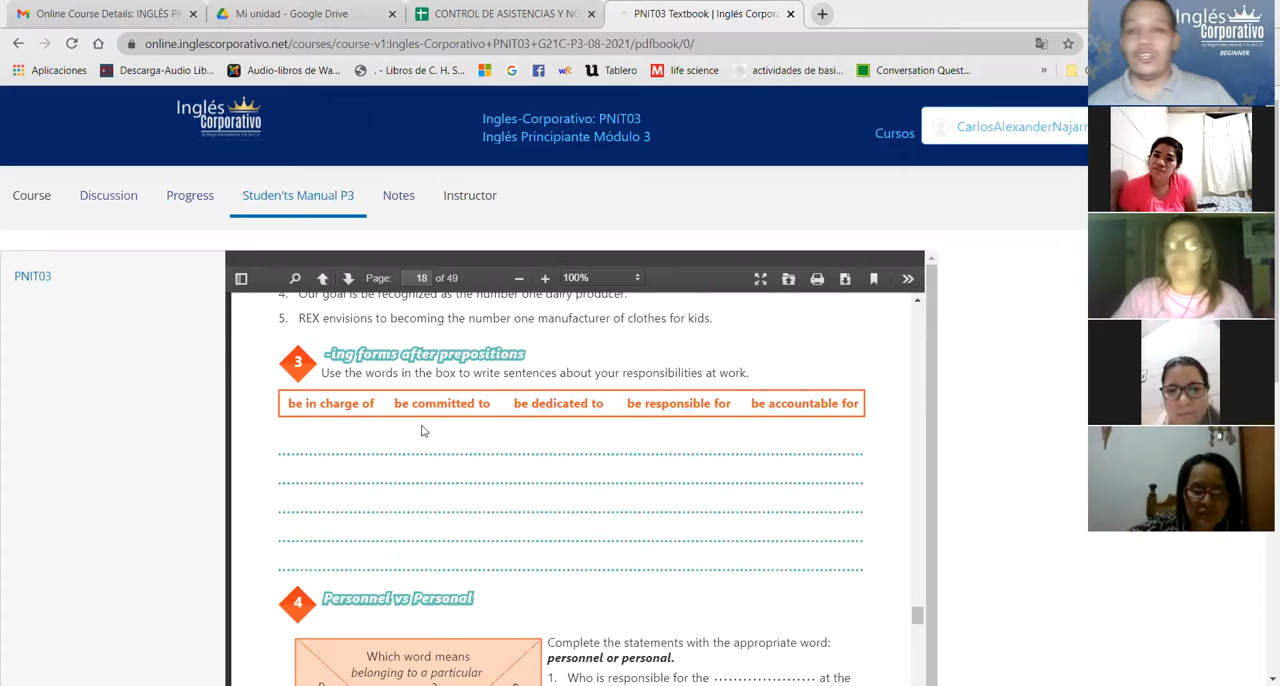 Online Course Details: INGLÉS PR
Mi unidad - Google Drive
CONTROL DE ASISTENCIAS Y NO
PNIT03 Textbook | Inglés Corpora
online.inglescorporativo.net/courses/course-v1:Ingles-Corporativo+PNIT03+G21C-P3-08-2021/pdfbook/0/
Aplicaciones
Descarga-Audio Lib...
Audio-libros de Wa...
. - Libros de C. H. S...
Tablero
life science
actividades de basi...
Conversation Quest...
»
Inglés
Corporativo
BEGINNER
Inglés
Corporativo
Ingles-Corporativo: PNIT03
Inglés Principiante Módulo 3
Cursos
CarlosAlexanderNajarr
Course
Discussion
Progress
Studen'ts Manual P3
Notes
Instructor
PNIT03
Page: 18 of 49
100%
4. Our goal is be recognized as the number one dairy producer.
5. REX envisions to becoming the number one manufacturer of clothes for kids.
3 -ing forms after prepositions
Use the words in the box to write sentences about your responsibilities at work.
be in charge of be committed to be dedicated to be responsible for be accountable for
4 Personnel vs Personal
Which word means
belonging to a particular
Complete the statements with the appropriate word:
personnel or personal.
1. Who is responsible for the .................... at the